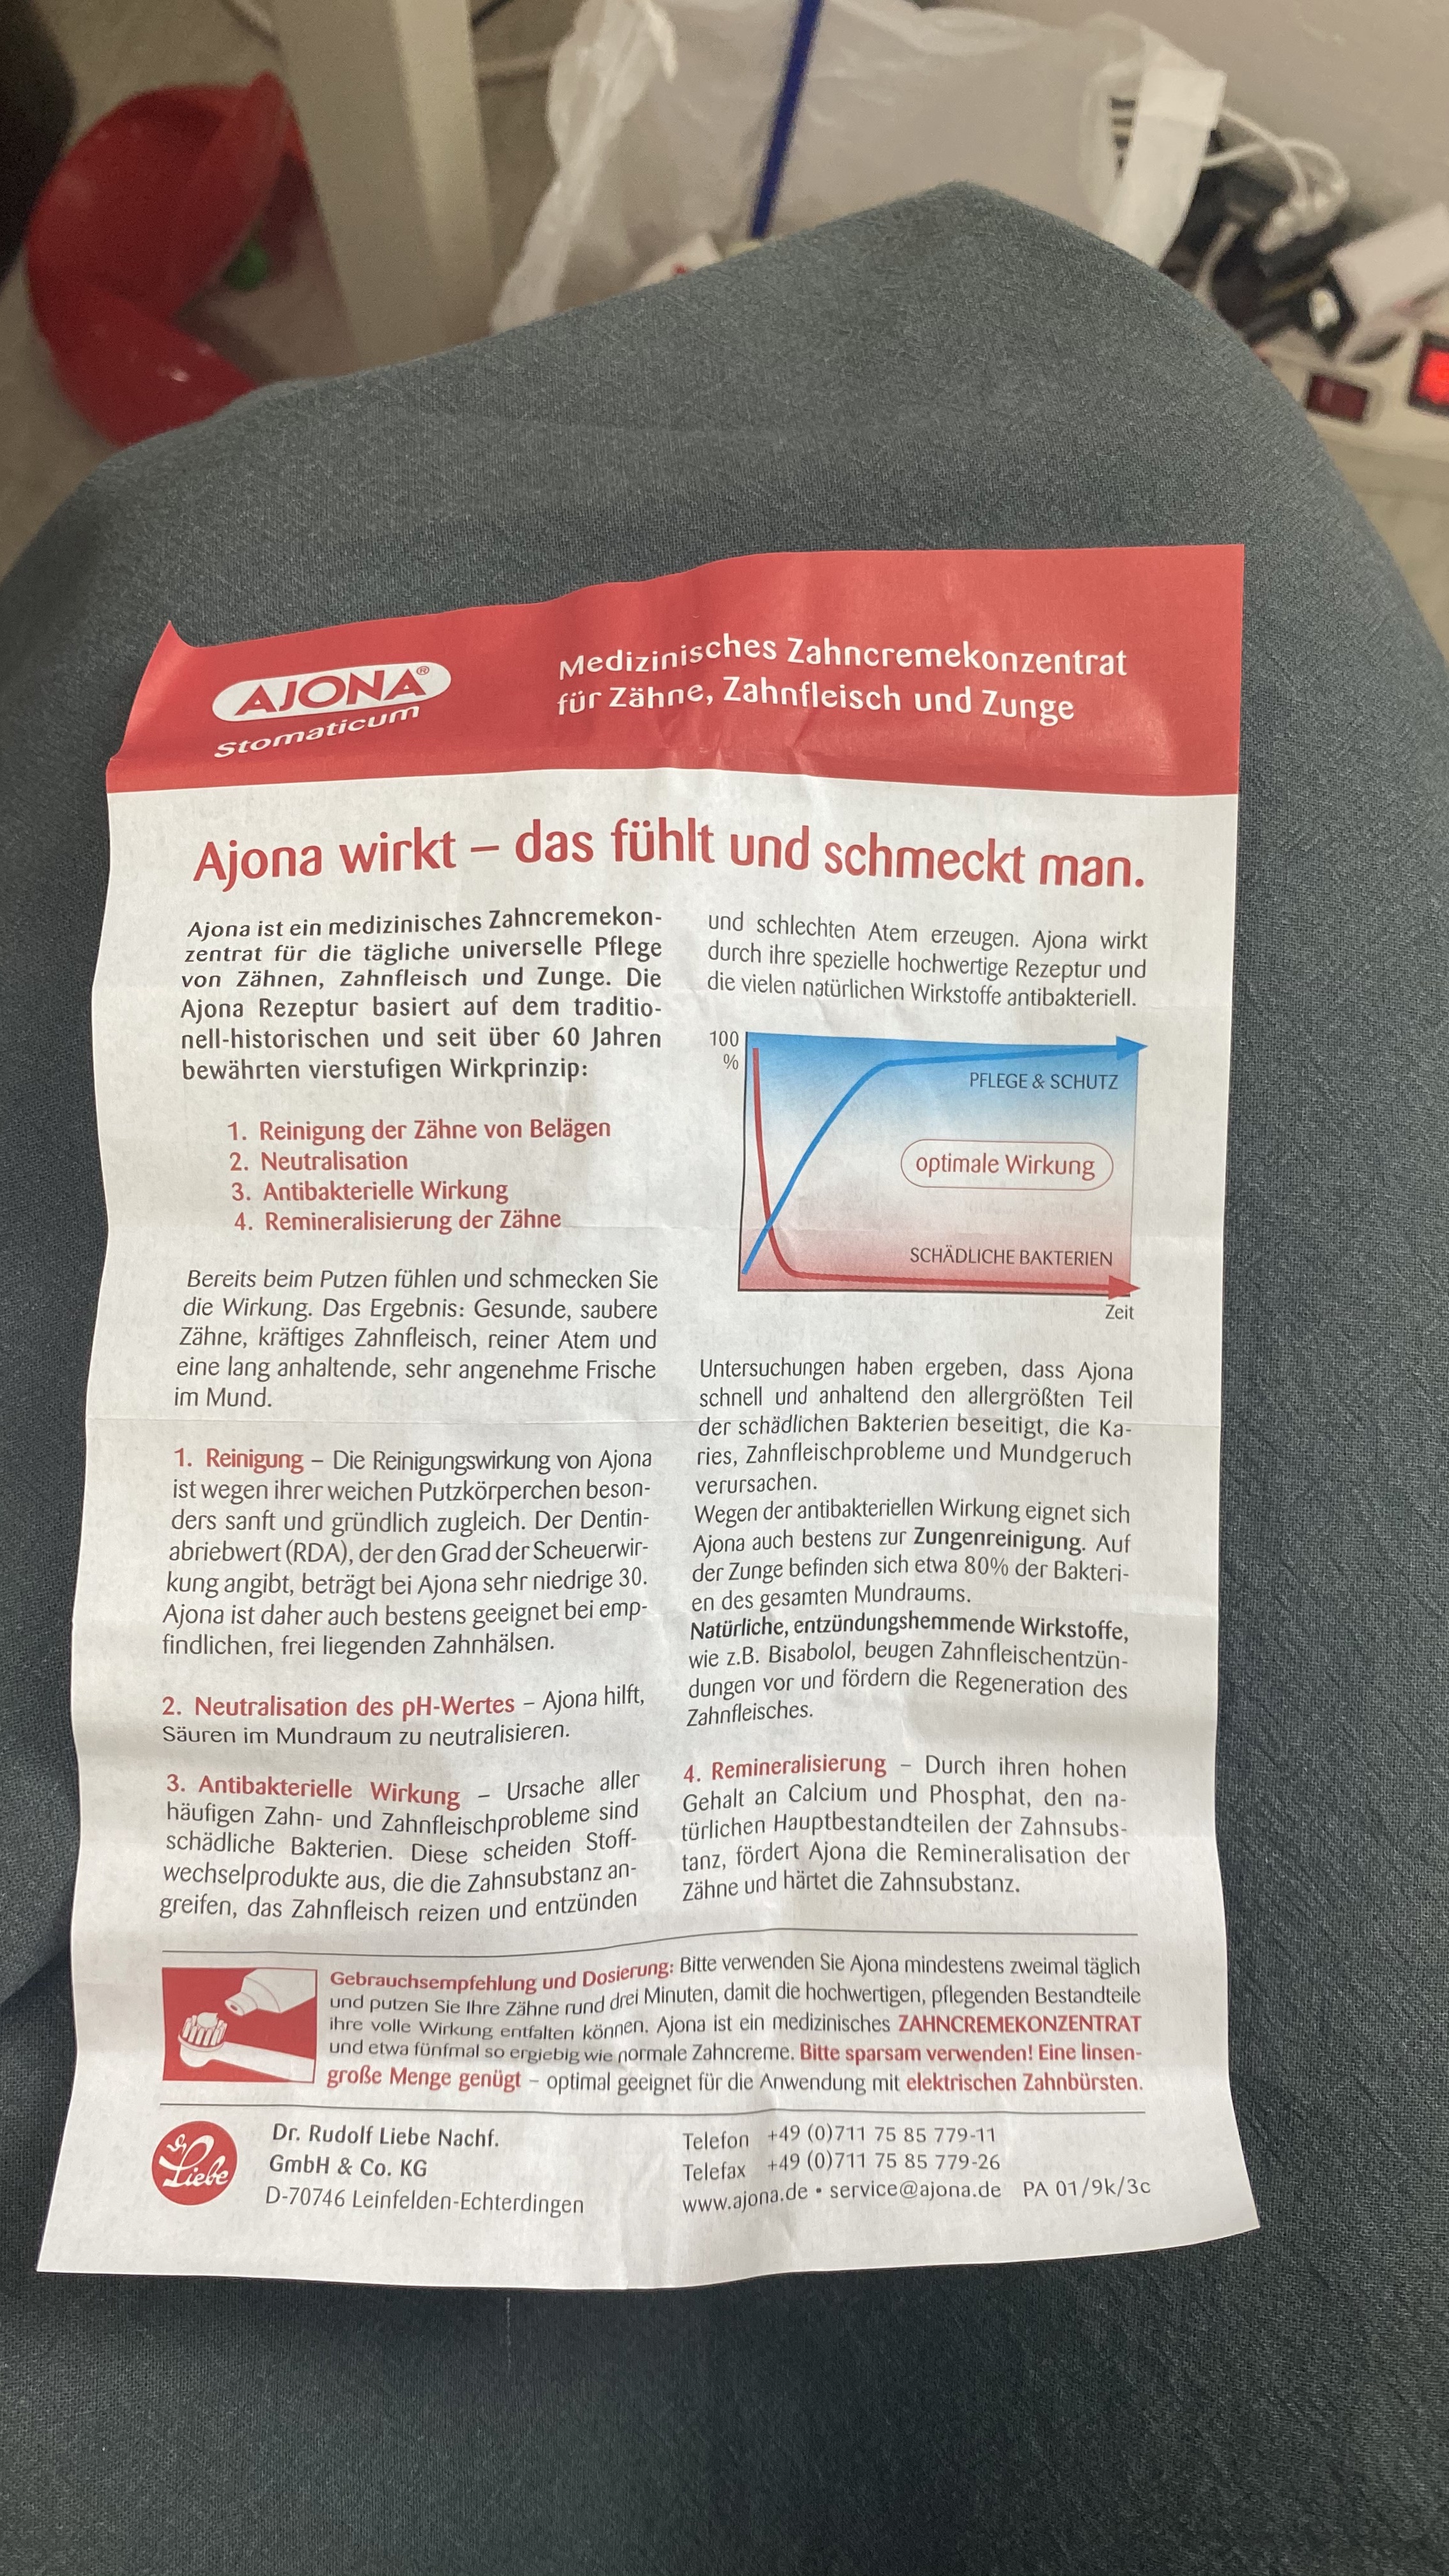 AJONA®
Stomaticum
Medizinisches Zahncremekonzentrat
für Zähne, Zahnfleisch und Zunge
Ajona wirkt – das fühlt und schmeckt man.
Ajona ist ein medizinisches Zahncremekon-
zentrat für die tägliche universelle Pflege
von Zähnen, Zahnfleisch und Zunge. Die
Ajona Rezeptur basiert auf dem traditio-
nell-historischen und seit über 60 Jahren
bewährten vierstufigen Wirkprinzip:
1. Reinigung der Zähne von Belägen
2. Neutralisation
3. Antibakterielle Wirkung
4. Remineralisierung der Zähne
Bereits beim Putzen fühlen und schmecken Sie
die Wirkung. Das Ergebnis: Gesunde, saubere
Zähne, kräftiges Zahnfleisch, reiner Atem und
eine lang anhaltende, sehr angenehme Frische
im Mund.
1. Reinigung – Die Reinigungswirkung von Ajona
ist wegen ihrer weichen Putzkörperchen beson-
ders sanft und gründlich zugleich. Der Dentin-
abriebwert (RDA), der den Grad der Scheuerwir-
kung angibt, beträgt bei Ajona sehr niedrige 30.
Ajona ist daher auch bestens geeignet bei emp-
findlichen, frei liegenden Zahnhälsen.
2. Neutralisation des pH-Wertes – Ajona hilft,
Säuren im Mundraum zu neutralisieren.
3. Antibakterielle Wirkung – Ursache aller
häufigen Zahn- und Zahnfleischprobleme sind
schädliche Bakterien. Diese scheiden Stoff-
wechselprodukte aus, die die Zahnsubstanz an-
greifen, das Zahnfleisch reizen und entzünden
und schlechten Atem erzeugen. Ajona wirkt
durch ihre spezielle hochwertige Rezeptur und
die vielen natürlichen Wirkstoffe antibakteriell.
100
%
PFLEGE & SCHUTZ
optimale Wirkung
SCHÄDLICHE BAKTERIEN
Zeit
Untersuchungen haben ergeben, dass Ajona
schnell und anhaltend den allergrößten Teil
der schädlichen Bakterien beseitigt, die Ka-
ries, Zahnfleischprobleme und Mundgeruch
verursachen.
Wegen der antibakteriellen Wirkung eignet sich
Ajona auch bestens zur Zungenreinigung. Auf
der Zunge befinden sich etwa 80% der Bakteri-
en des gesamten Mundraums.
Natürliche, entzündungshemmende Wirkstoffe,
wie z.B. Bisabolol, beugen Zahnfleischentzün-
dungen vor und fördern die Regeneration des
Zahnfleisches.
4. Remineralisierung – Durch ihren hohen
Gehalt an Calcium und Phosphat, den na-
türlichen Hauptbestandteilen der Zahnsubs-
tanz, fördert Ajona die Remineralisation der
Zähne und härtet die Zahnsubstanz.
Gebrauchsempfehlung und Dosierung: Bitte verwenden Sie Ajona mindestens zweimal täglich
und putzen Sie Ihre Zähne rund drei Minuten, damit die hochwertigen, pflegenden Bestandteile
ihre volle Wirkung entfalten können. Ajona ist ein medizinisches ZAHNCREMEKONZENTRAT
und etwa fünfmal so ergiebig wie normale Zahncreme. Bitte sparsam verwenden! Eine linsen-
große Menge genügt – optimal geeignet für die Anwendung mit elektrischen Zahnbürsten.
Dr Liebe
Dr. Rudolf Liebe Nachf.
GmbH & Co. KG
D-70746 Leinfelden-Echterdingen
Telefon +49 (0)711 75 85 779-11
Telefax +49 (0)711 75 85 779-26
www.ajona.de • service@ajona.de PA 01/9k/3c